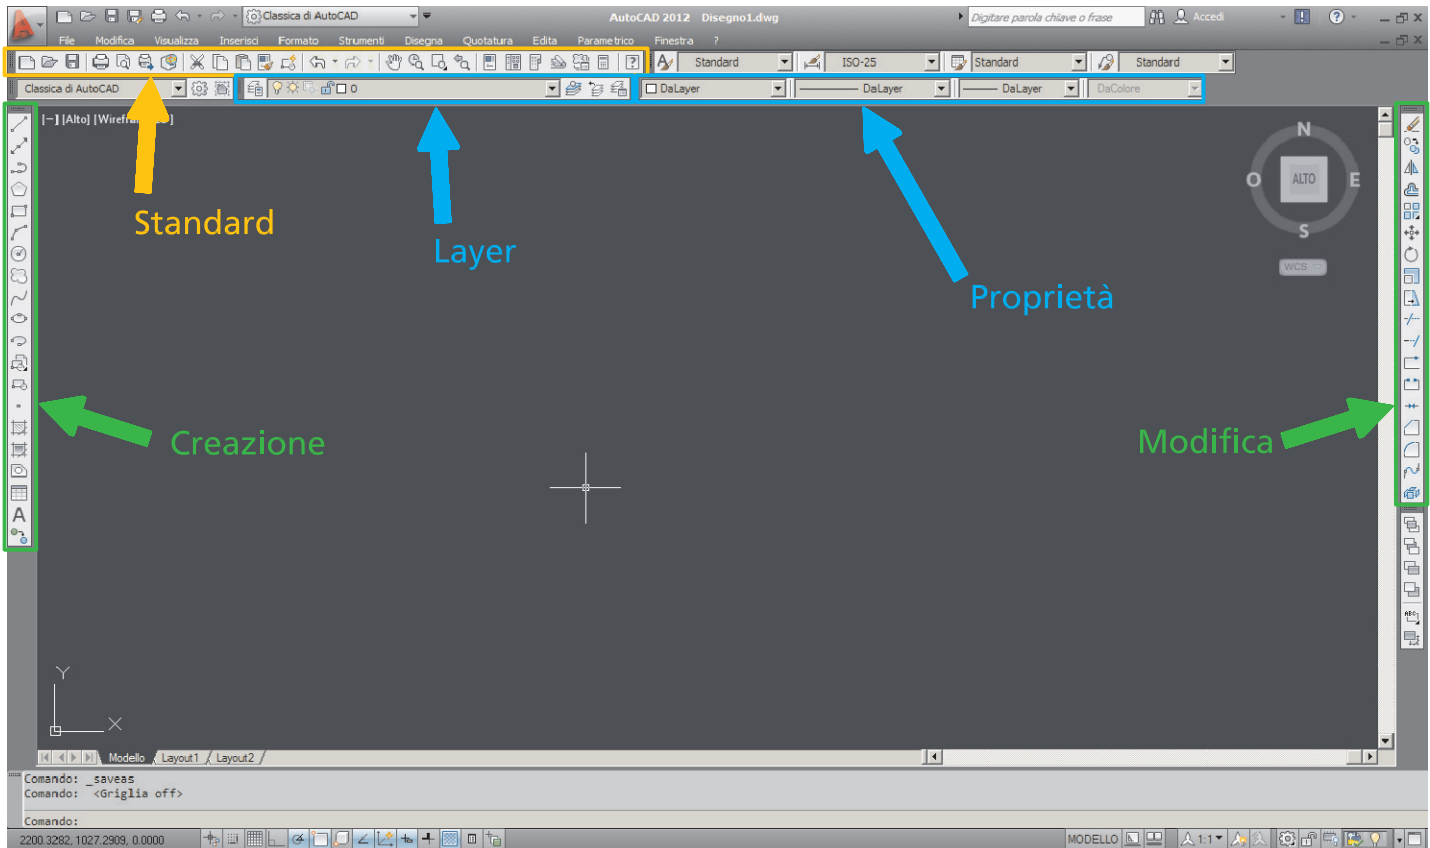 Classica di AutoCAD
AutoCAD 2012 Disegno1.dwg
Digitare parola chiave o frase
Accedi
File Modifica Visualizza Inserisci Formato Strumenti Disegna Quotatura Edita Parametrico Finestra ?
Standard ISO-25 Standard Standard
Classica di AutoCAD 0 DaLayer DaLayer DaLayer DaColore
[−] [Alto] [Wirefra
N
O ALTO E
S
WCS
Standard
Layer
Proprietà
Creazione
Modifica
A
ABC
Y
X
Modello Layout1 Layout2
Comando: _saveas
Comando: <Griglia off>
Comando:
2200.3282, 1027.2909, 0.0000 MODELLO 1:1